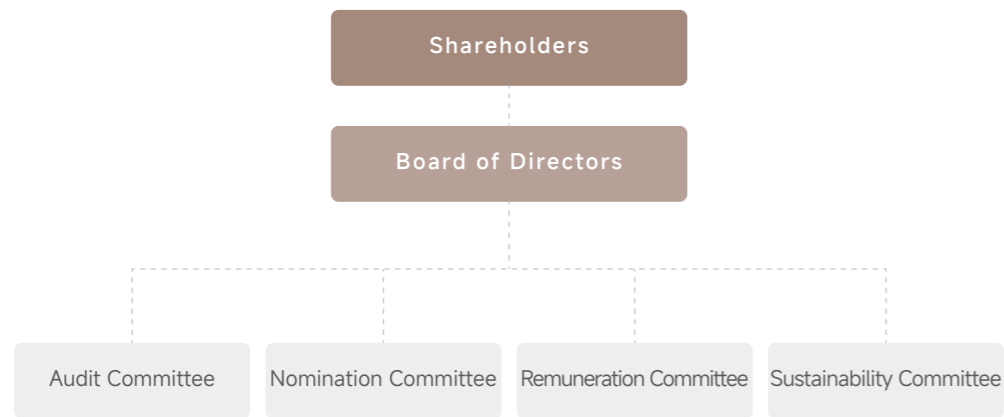 Shareholders
Board of Directors
Audit Committee
Nomination Committee
Remuneration Committee
Sustainability Committee